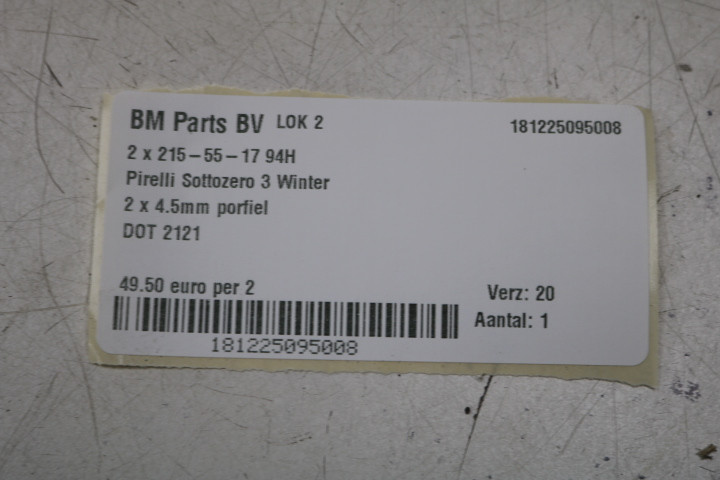 BM Parts BV LOK 2 181225095008
2 x 215-55-17 94H
Pirelli Sottozero 3 Winter
2 x 4.5mm porfiel
DOT 2121
49.50 euro per 2 Verz: 20
Aantal: 1
181225095008